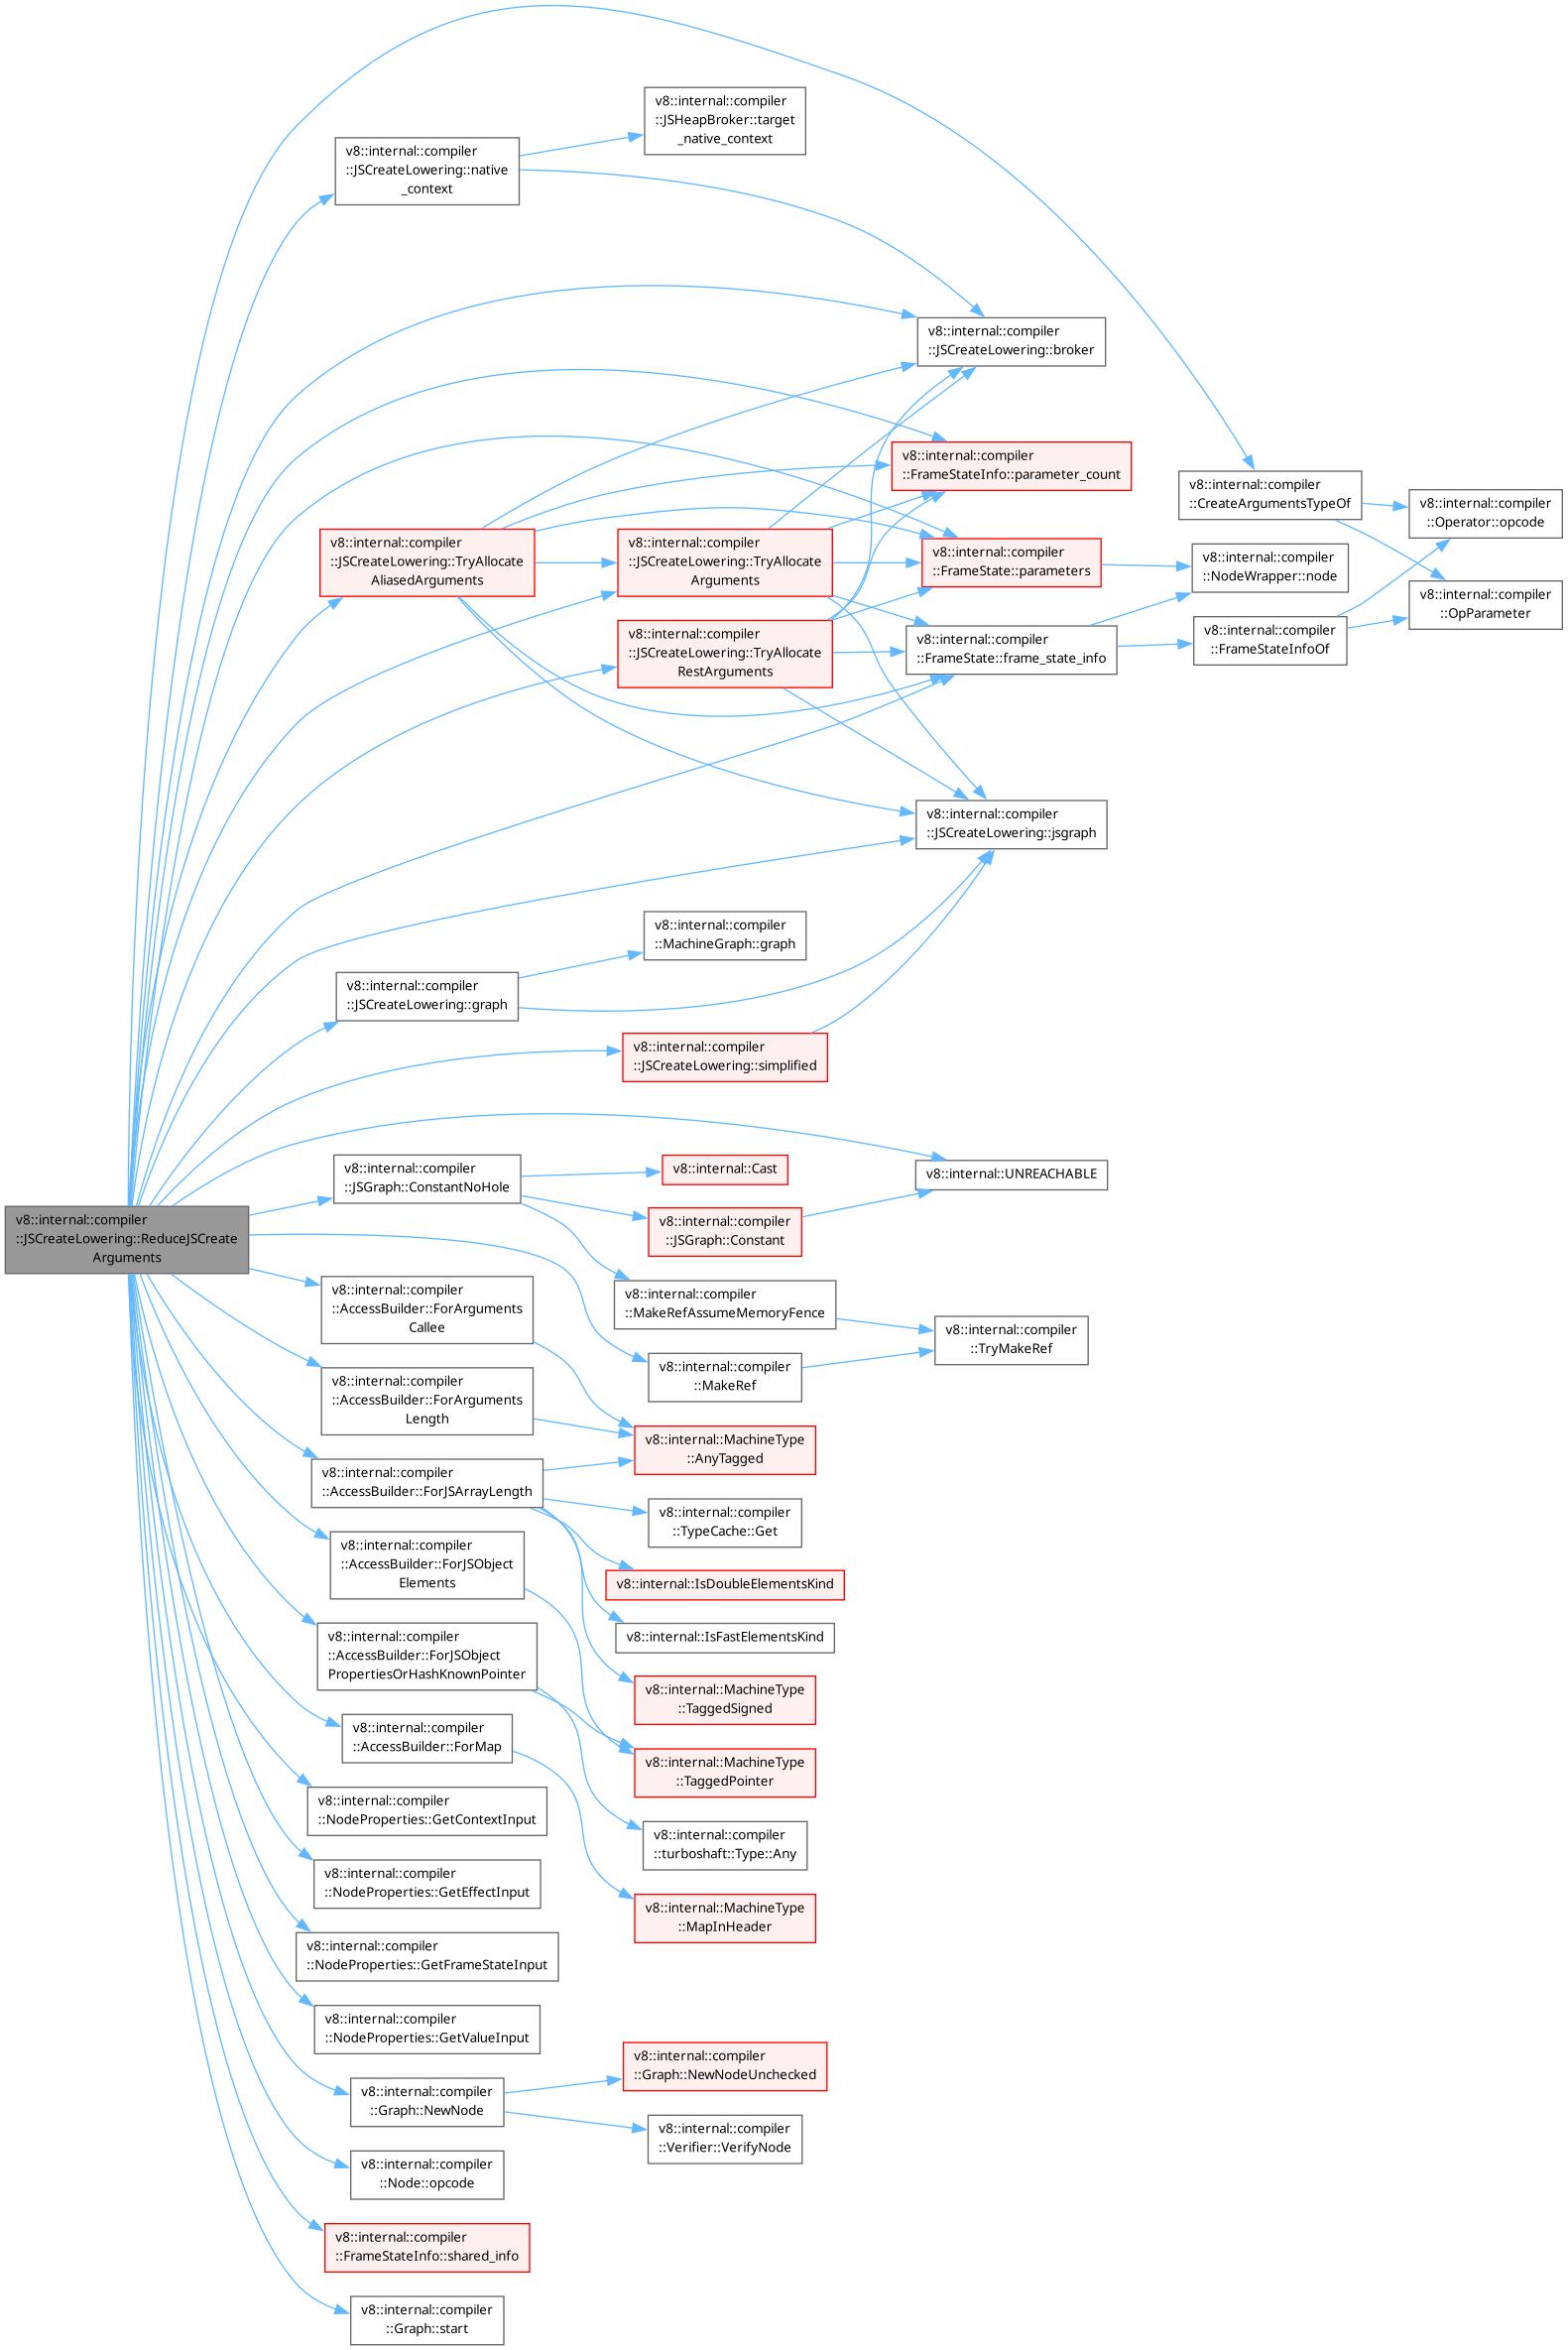 v8::internal::compiler
::JSCreateLowering::ReduceJSCreate
Arguments
v8::internal::compiler
::JSCreateLowering::native
_context
v8::internal::compiler
::JSHeapBroker::target
_native_context
v8::internal::compiler
::JSCreateLowering::broker
v8::internal::compiler
::FrameStateInfo::parameter_count
v8::internal::compiler
::CreateArgumentsTypeOf
v8::internal::compiler
::Operator::opcode
v8::internal::compiler
::JSCreateLowering::TryAllocate
AliasedArguments
v8::internal::compiler
::JSCreateLowering::TryAllocate
Arguments
v8::internal::compiler
::FrameState::parameters
v8::internal::compiler
::NodeWrapper::node
v8::internal::compiler
::OpParameter
v8::internal::compiler
::JSCreateLowering::TryAllocate
RestArguments
v8::internal::compiler
::FrameState::frame_state_info
v8::internal::compiler
::FrameStateInfoOf
v8::internal::compiler
::JSCreateLowering::jsgraph
v8::internal::compiler
::MachineGraph::graph
v8::internal::compiler
::JSCreateLowering::graph
v8::internal::compiler
::JSCreateLowering::simplified
v8::internal::compiler
::JSGraph::ConstantNoHole
v8::internal::Cast
v8::internal::UNREACHABLE
v8::internal::compiler
::JSGraph::Constant
v8::internal::compiler
::AccessBuilder::ForArguments
Callee
v8::internal::compiler
::MakeRefAssumeMemoryFence
v8::internal::compiler
::TryMakeRef
v8::internal::compiler
::MakeRef
v8::internal::compiler
::AccessBuilder::ForArguments
Length
v8::internal::MachineType
::AnyTagged
v8::internal::compiler
::AccessBuilder::ForJSArrayLength
v8::internal::compiler
::TypeCache::Get
v8::internal::compiler
::AccessBuilder::ForJSObject
Elements
v8::internal::IsDoubleElementsKind
v8::internal::IsFastElementsKind
v8::internal::compiler
::AccessBuilder::ForJSObject
PropertiesOrHashKnownPointer
v8::internal::MachineType
::TaggedSigned
v8::internal::compiler
::AccessBuilder::ForMap
v8::internal::MachineType
::TaggedPointer
v8::internal::compiler
::NodeProperties::GetContextInput
v8::internal::compiler
::turboshaft::Type::Any
v8::internal::compiler
::NodeProperties::GetEffectInput
v8::internal::MachineType
::MapInHeader
v8::internal::compiler
::NodeProperties::GetFrameStateInput
v8::internal::compiler
::NodeProperties::GetValueInput
v8::internal::compiler
::Graph::NewNode
v8::internal::compiler
::Graph::NewNodeUnchecked
v8::internal::compiler
::Verifier::VerifyNode
v8::internal::compiler
::Node::opcode
v8::internal::compiler
::FrameStateInfo::shared_info
v8::internal::compiler
::Graph::start